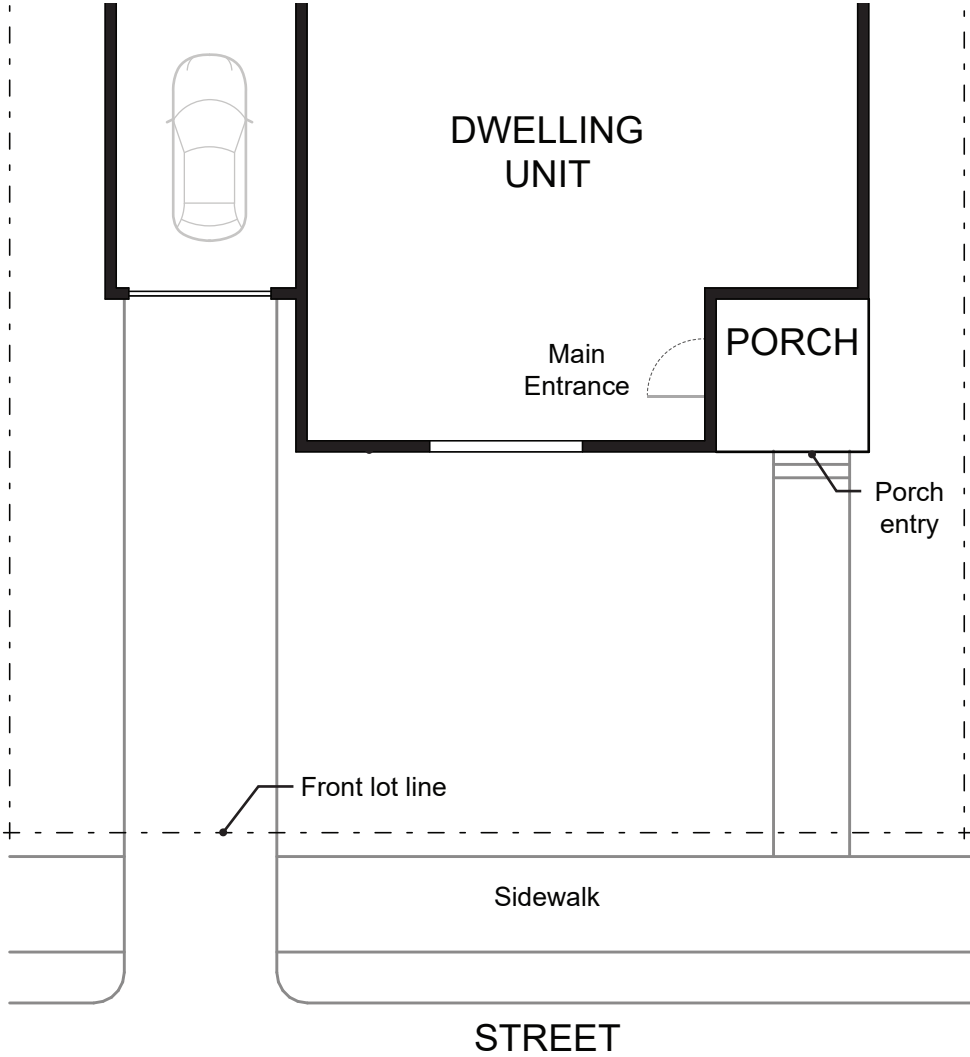 DWELLING
UNIT
PORCH
Main
Entrance
Porch
entry
Front lot line
Sidewalk
STREET